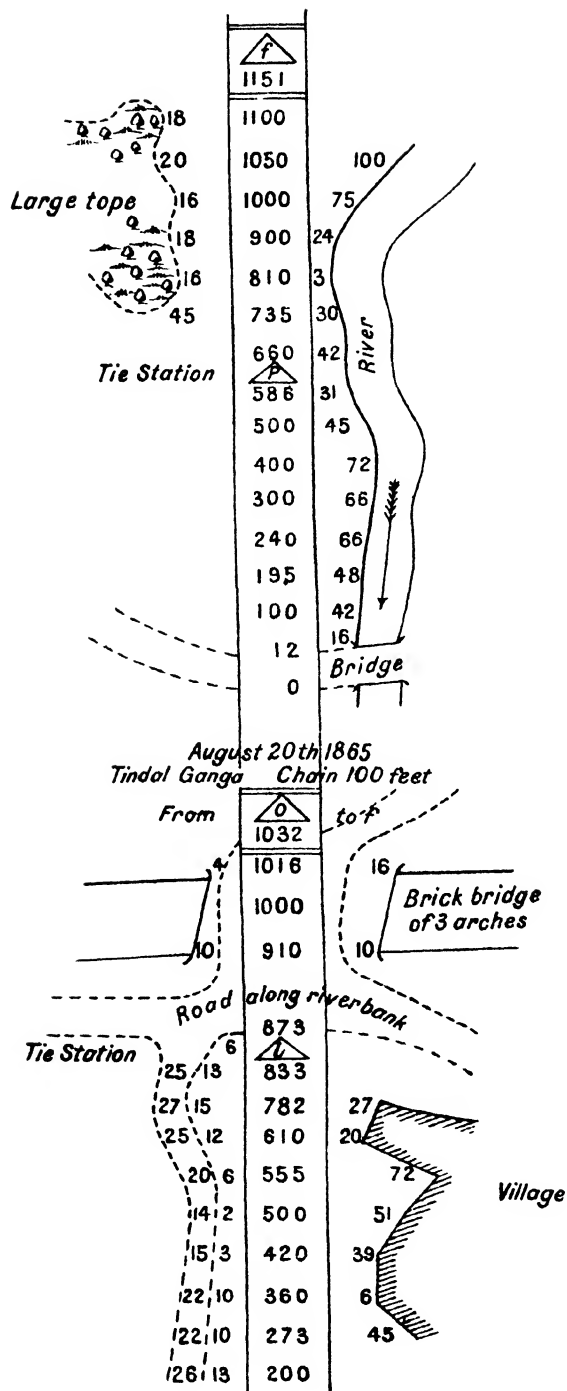 f
1151
18 1100
20 1050 100
Large tope 16 1000 75
18 900 24
16 810 3
45 735 30
660 42
Tie Station p
586 31
River
500 45
400 72
300 66
240 66
195 48
100 42
16
12
Bridge
0
August 20th 1865
Tindal Ganga Chain 100 feet
From o to f
1032
4 1016 16
1000 Brick bridge
of 3 arches
10 910 10
Road along riverbank
873
Tie Station 6 l
25 13 833
27 15 782 27
25 12 610 20
20 6 555 72
Village
14 2 500 51
15 3 420 39
22 10 360 6
22 10 273 45
26 13 200